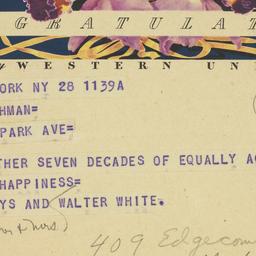 GRATULAT
WESTERN UN
ORK NY 28 1139A
HMAN=
PARK AVE=
THER SEVEN DECADES OF EQUALLY AC
HAPPINESS=
YS AND WALTER WHITE.
& Mrs.)
409 Edgecom